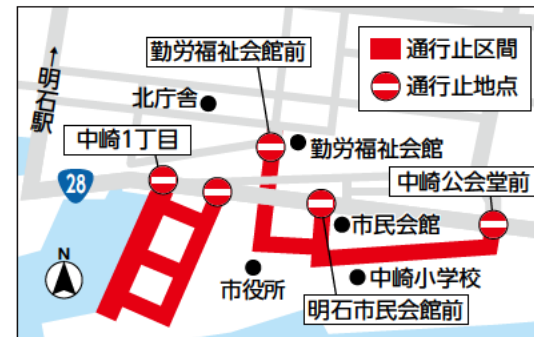 勤労福祉会館前
通行止区間
通行止地点
↑明石駅
北庁舎
中崎1丁目
勤労福祉会館
中崎公会堂前
28
市民会館
N
市役所
中崎小学校
明石市民会館前